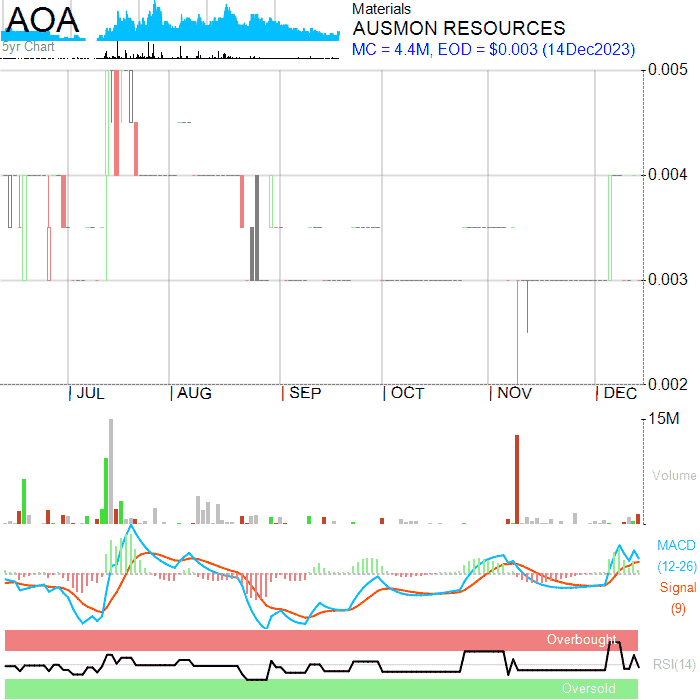 AOA
5yr Chart
Materials
AUSMON RESOURCES
MC = 4.4M, EOD = $0.003 (14Dec2023)
0.005
0.004
0.003
0.002
JUL AUG SEP OCT NOV DEC
15M
Volume
MACD
(12-26)
Signal
(9)
Overbought
RSI(14)
Oversold